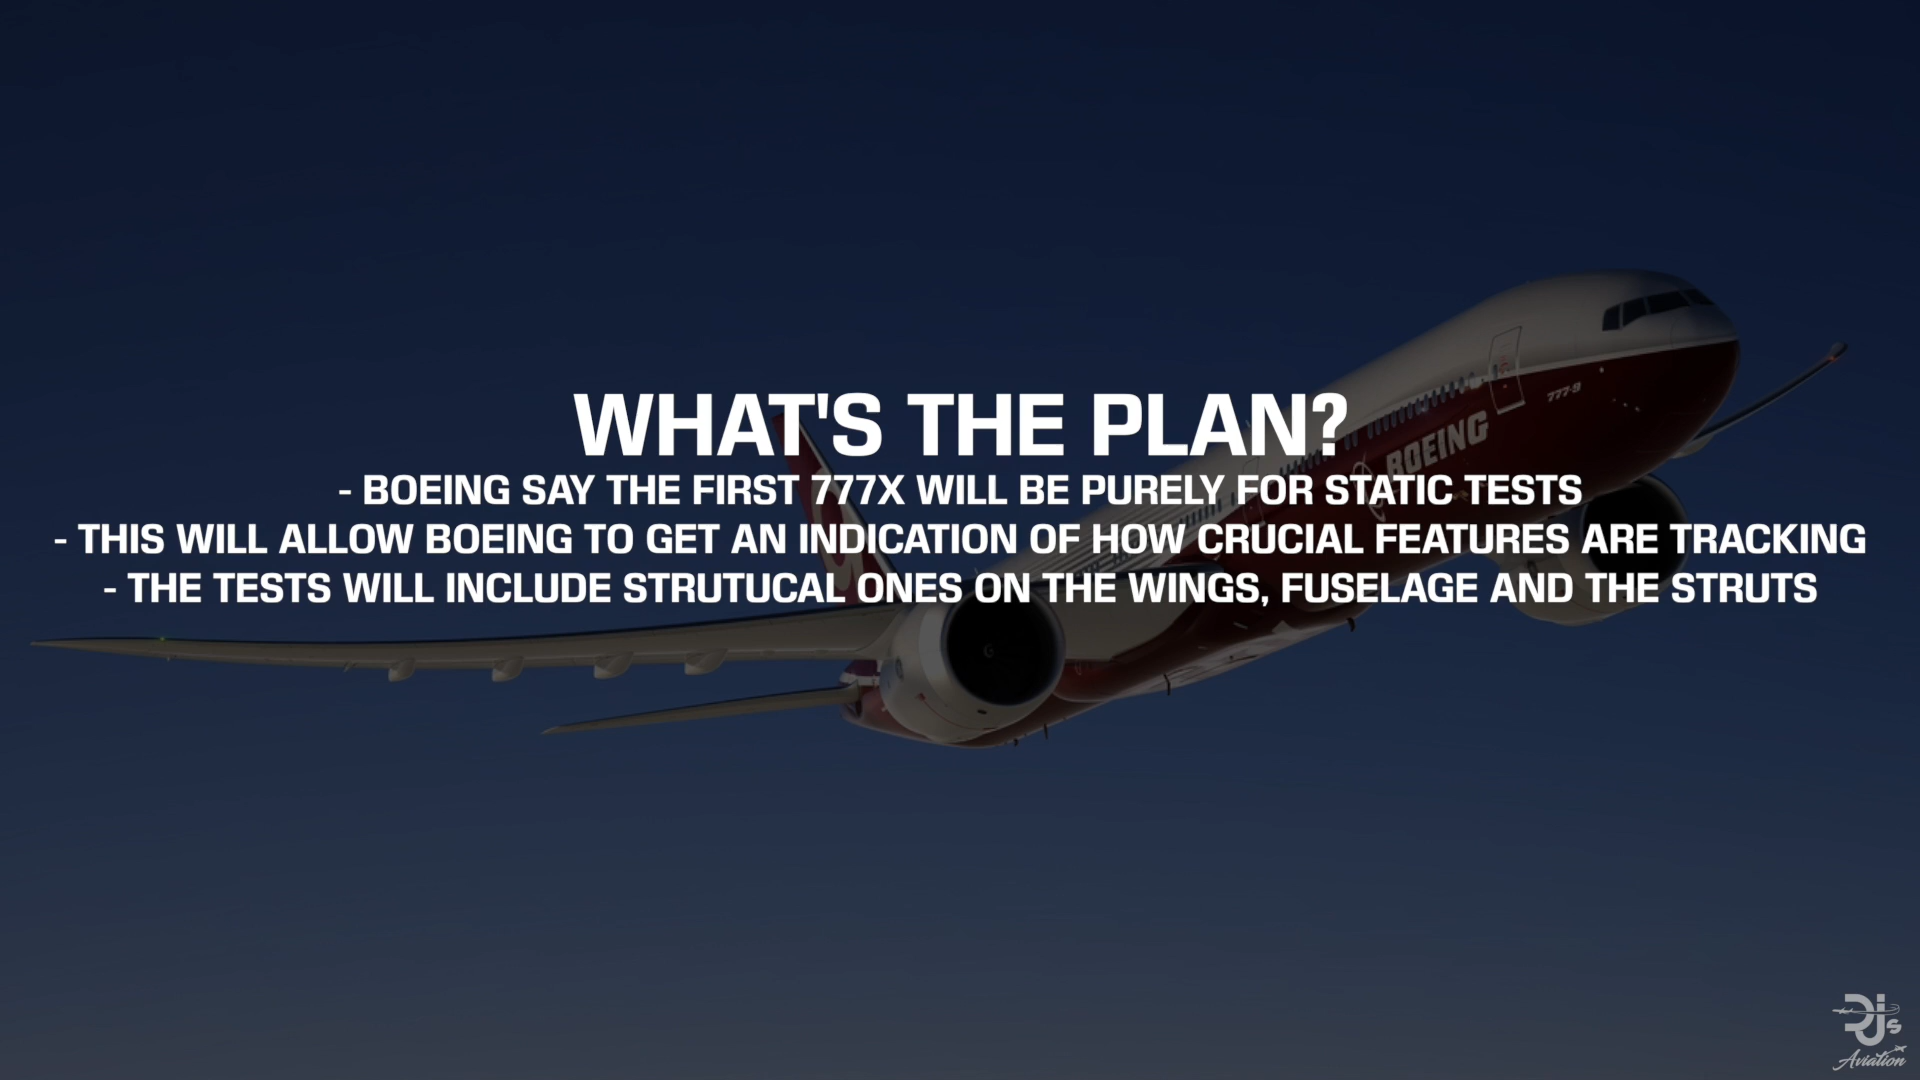 WHAT'S THE PLAN?
- BOEING SAY THE FIRST 777X WILL BE PURELY FOR STATIC TESTS
- THIS WILL ALLOW BOEING TO GET AN INDICATION OF HOW CRUCIAL FEATURES ARE TRACKING
- THE TESTS WILL INCLUDE STRUTUCAL ONES ON THE WINGS, FUSELAGE AND THE STRUTS
777-9
BOEING
DJs
Aviation